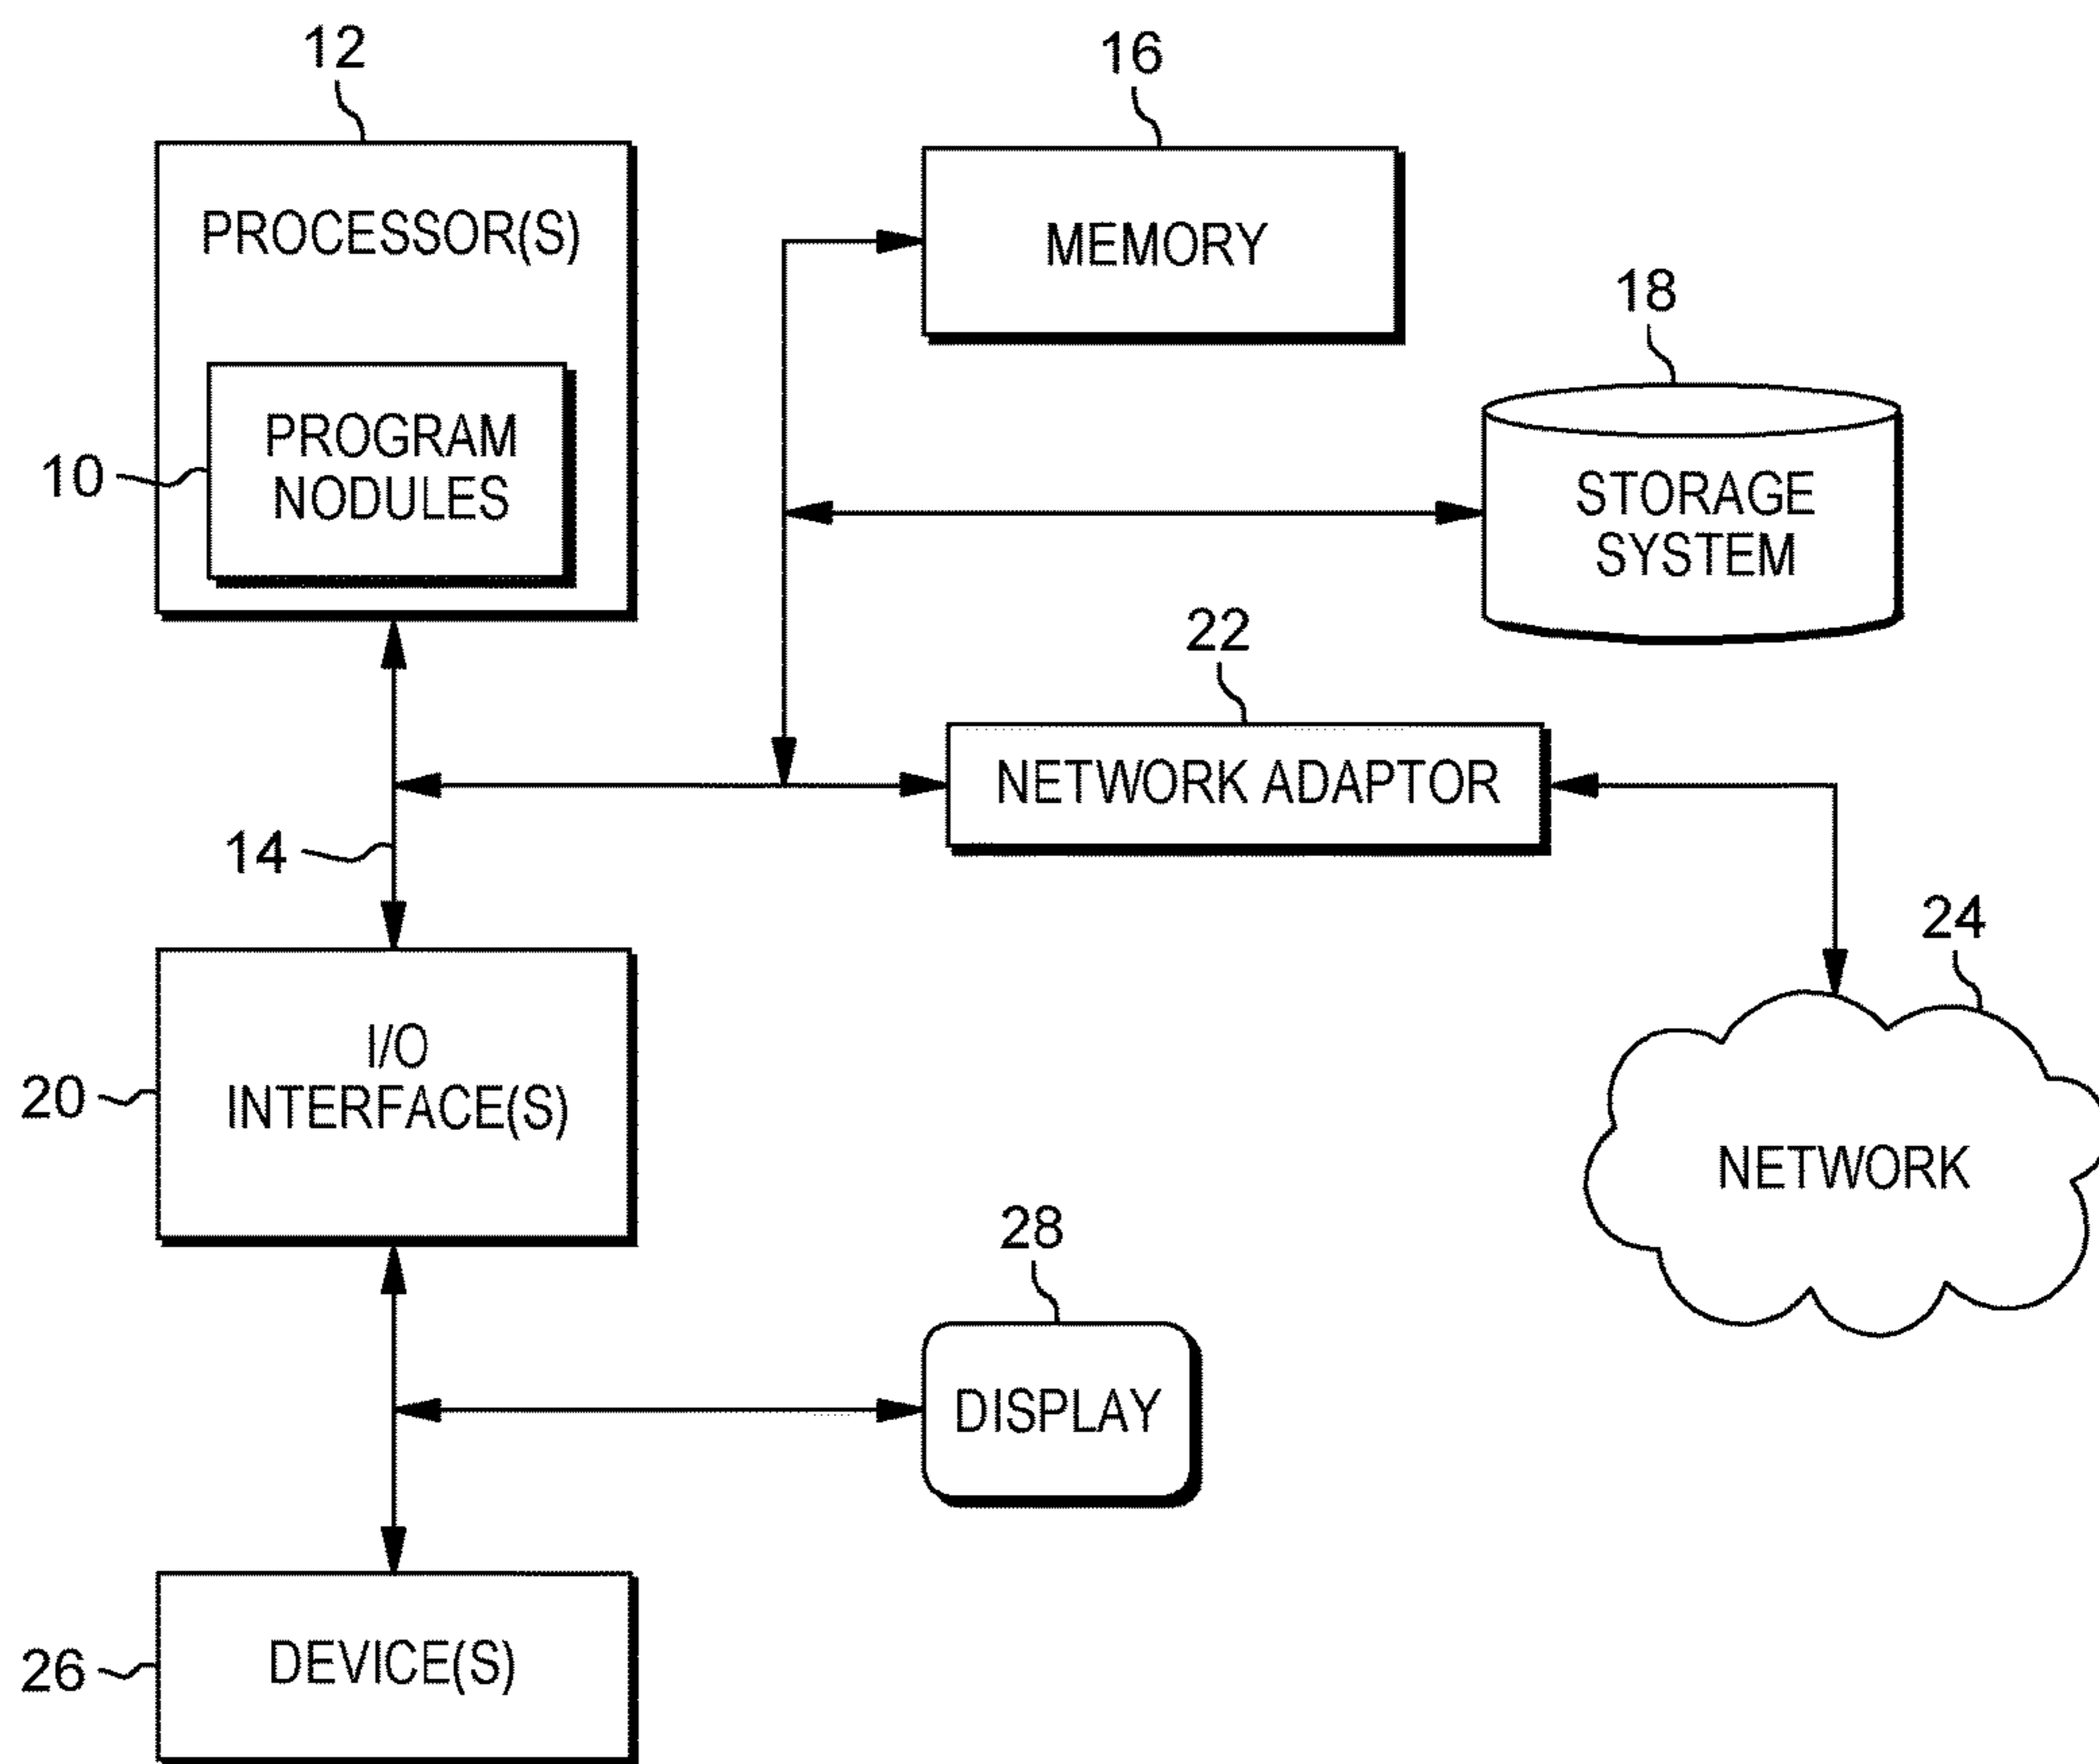 12
16
PROCESSOR(S)
MEMORY
18
10
PROGRAM
NODULES
STORAGE
SYSTEM
22
NETWORK ADAPTOR
14
24
I/O
INTERFACE(S)
20
NETWORK
28
DISPLAY
26
DEVICE(S)